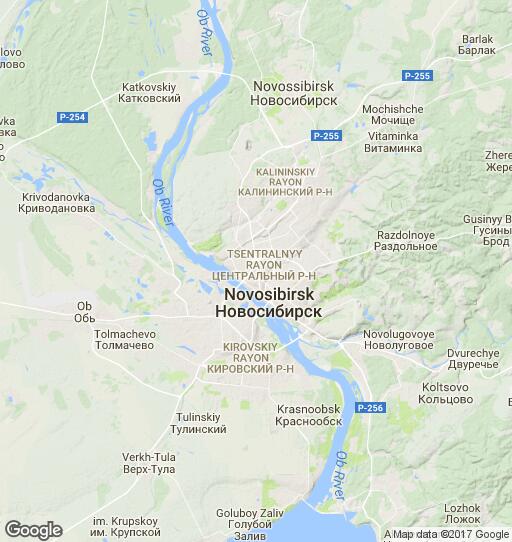 Ob River
Barlak
Барлак
lovo
лово
Katkovskiy
Катковский
P-255
Novossibirsk
Новосибирск
P-254
Mochishche
Мочище
P-255
Vitaminka
Витаминка
vka
вка
Zhere
Жере
KALININSKIY
RAYON
КАЛИНИНСКИЙ Р-Н
Ob River
Krivodanovka
Криводановка
Gusinyy B
Гусины
Брод
Razdolnoye
Раздольное
TSENTRALNYY
RAYON
ЦЕНТРАЛЬНЫЙ Р-Н
Novosibirsk
Новосибирск
Ob
Обь
Tolmachevo
Толмачево
Novolugovoye
Новолуговое
KIROVSKIY
RAYON
КИРОВСКИЙ Р-Н
Dvurechye
Двуречье
Koltsovo
Кольцово
P-256
Krasnoobsk
Краснообск
Tulinskiy
Тулинский
Verkh-Tula
Верх-Тула
Ob River
im. Krupskoy
им. Крупской
Goluboy Zaliv
Голубой
Залив
Lozhok
Ложок
Google
Map data ©2017 Google